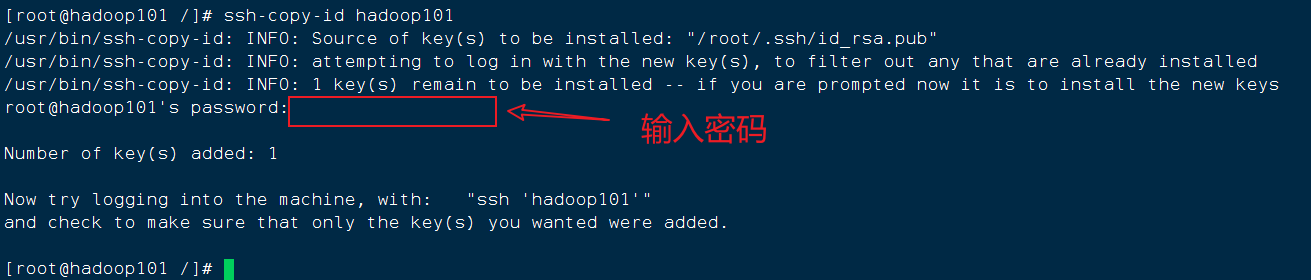 [root@hadoop101 /]# ssh-copy-id hadoop101
/usr/bin/ssh-copy-id: INFO: Source of key(s) to be installed: "/root/.ssh/id_rsa.pub"
/usr/bin/ssh-copy-id: INFO: attempting to log in with the new key(s), to filter out any that are already installed
/usr/bin/ssh-copy-id: INFO: 1 key(s) remain to be installed -- if you are prompted now it is to install the new keys
root@hadoop101's password:
输入密码
Number of key(s) added: 1
Now try logging into the machine, with:   "ssh 'hadoop101'"
and check to make sure that only the key(s) you wanted were added.
[root@hadoop101 /]#